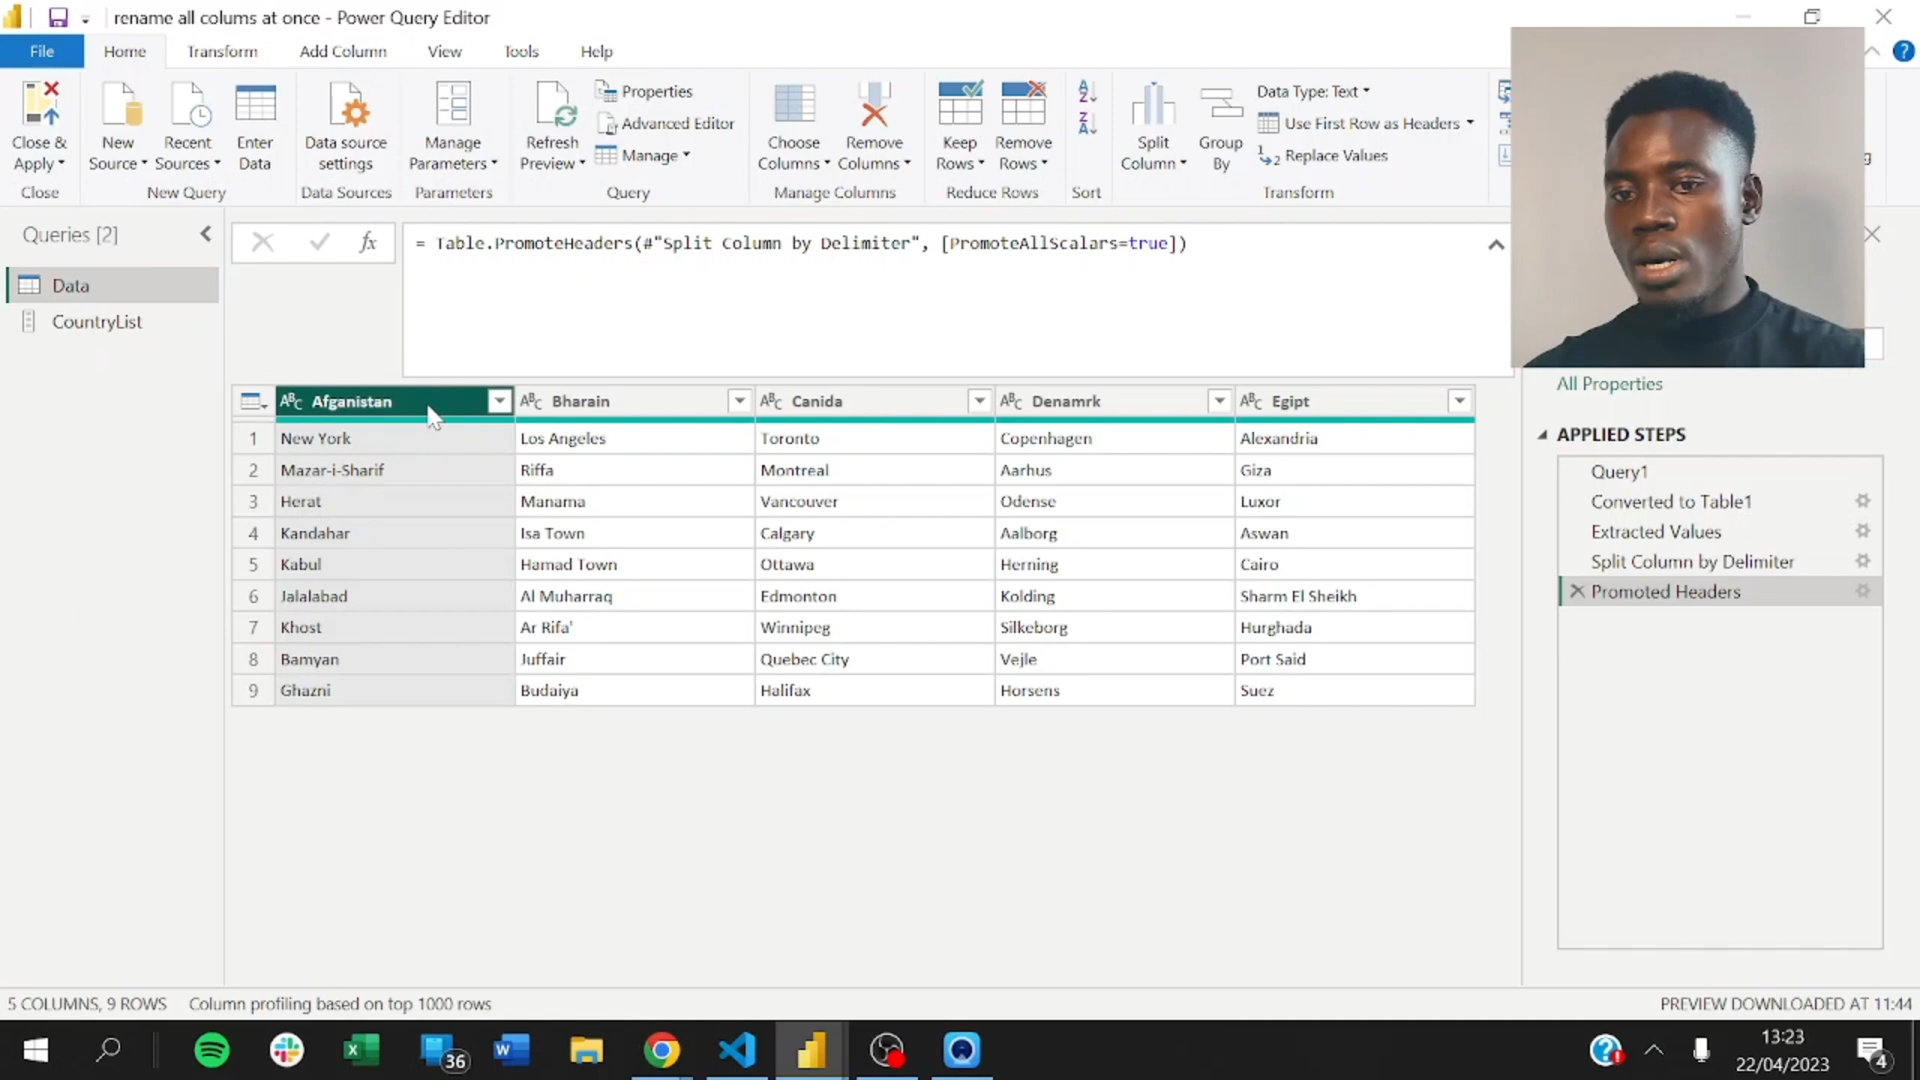 rename all colums at once - Power Query Editor
File Home Transform Add Column View Tools Help
Close & Apply
New Source
Recent Sources
Enter Data
Data source settings
Manage Parameters
Refresh Preview
Properties
Advanced Editor
Manage
Choose Columns
Remove Columns
Keep Rows
Remove Rows
Split Column
Group By
Data Type: Text
Use First Row as Headers
Replace Values
Close New Query Data Sources Parameters Query Manage Columns Reduce Rows Sort Transform
Queries [2]
Data
CountryList
fx
= Table.PromoteHeaders(#"Split Column by Delimiter", [PromoteAllScalars=true])
Afganistan Bharain Canida Denamrk Egipt
1 New York Los Angeles Toronto Copenhagen Alexandria
2 Mazar-i-Sharif Riffa Montreal Aarhus Giza
3 Herat Manama Vancouver Odense Luxor
4 Kandahar Isa Town Calgary Aalborg Aswan
5 Kabul Hamad Town Ottawa Herning Cairo
6 Jalalabad Al Muharraq Edmonton Kolding Sharm El Sheikh
7 Khost Ar Rifa' Winnipeg Silkeborg Hurghada
8 Bamyan Juffair Quebec City Vejle Port Said
9 Ghazni Budaiya Halifax Horsens Suez
All Properties
APPLIED STEPS
Query1
Converted to Table1
Extracted Values
Split Column by Delimiter
Promoted Headers
5 COLUMNS, 9 ROWS Column profiling based on top 1000 rows
PREVIEW DOWNLOADED AT 11:44
36
13:23
22/04/2023
4